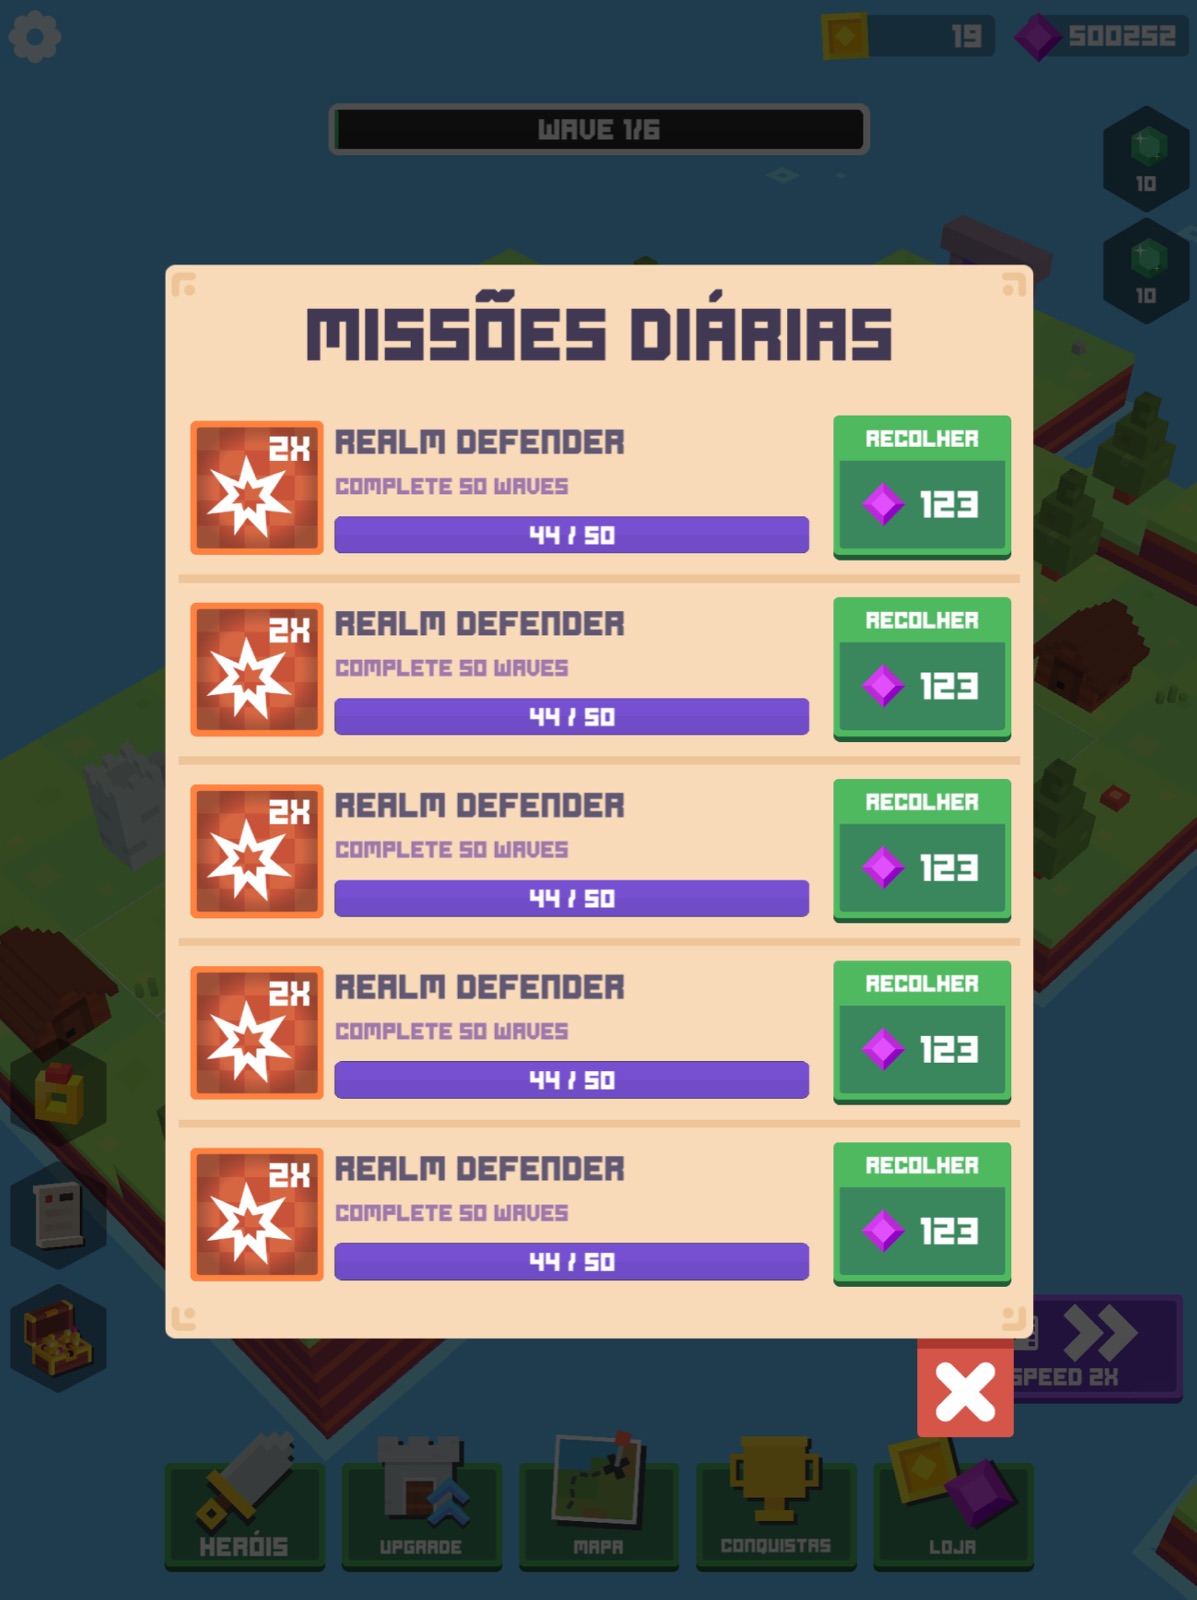 19
500252
WAVE 1/6
10
10
MISSÕES DIÁRIAS
2X
REALM DEFENDER
COMPLETE 50 WAVES
44 / 50
RECOLHER
123
2X
REALM DEFENDER
COMPLETE 50 WAVES
44 / 50
RECOLHER
123
2X
REALM DEFENDER
COMPLETE 50 WAVES
44 / 50
RECOLHER
123
2X
REALM DEFENDER
COMPLETE 50 WAVES
44 / 50
RECOLHER
123
2X
REALM DEFENDER
COMPLETE 50 WAVES
44 / 50
RECOLHER
123
SPEED 2X
HERÓIS
UPGRADE
MAPA
CONQUISTAS
LOJA